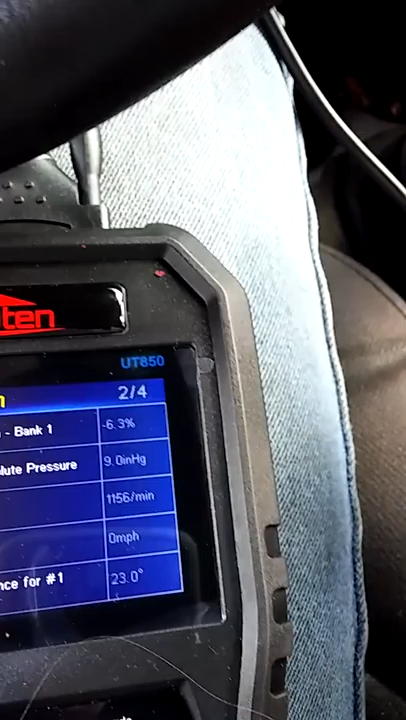 ten
UT850
2/4
- Bank 1
-6.3%
lute Pressure
9.0inHg
1156/min
0mph
nce for #1
23.0°